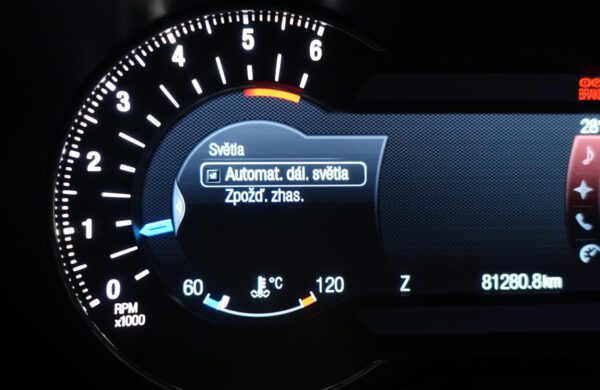 6
5
4
3
2
1
0
RPM
x1000
Světla
Automat. dál. světla
Zpožď. zhas.
60 °C 120
Z 81280.8km
BRAKE